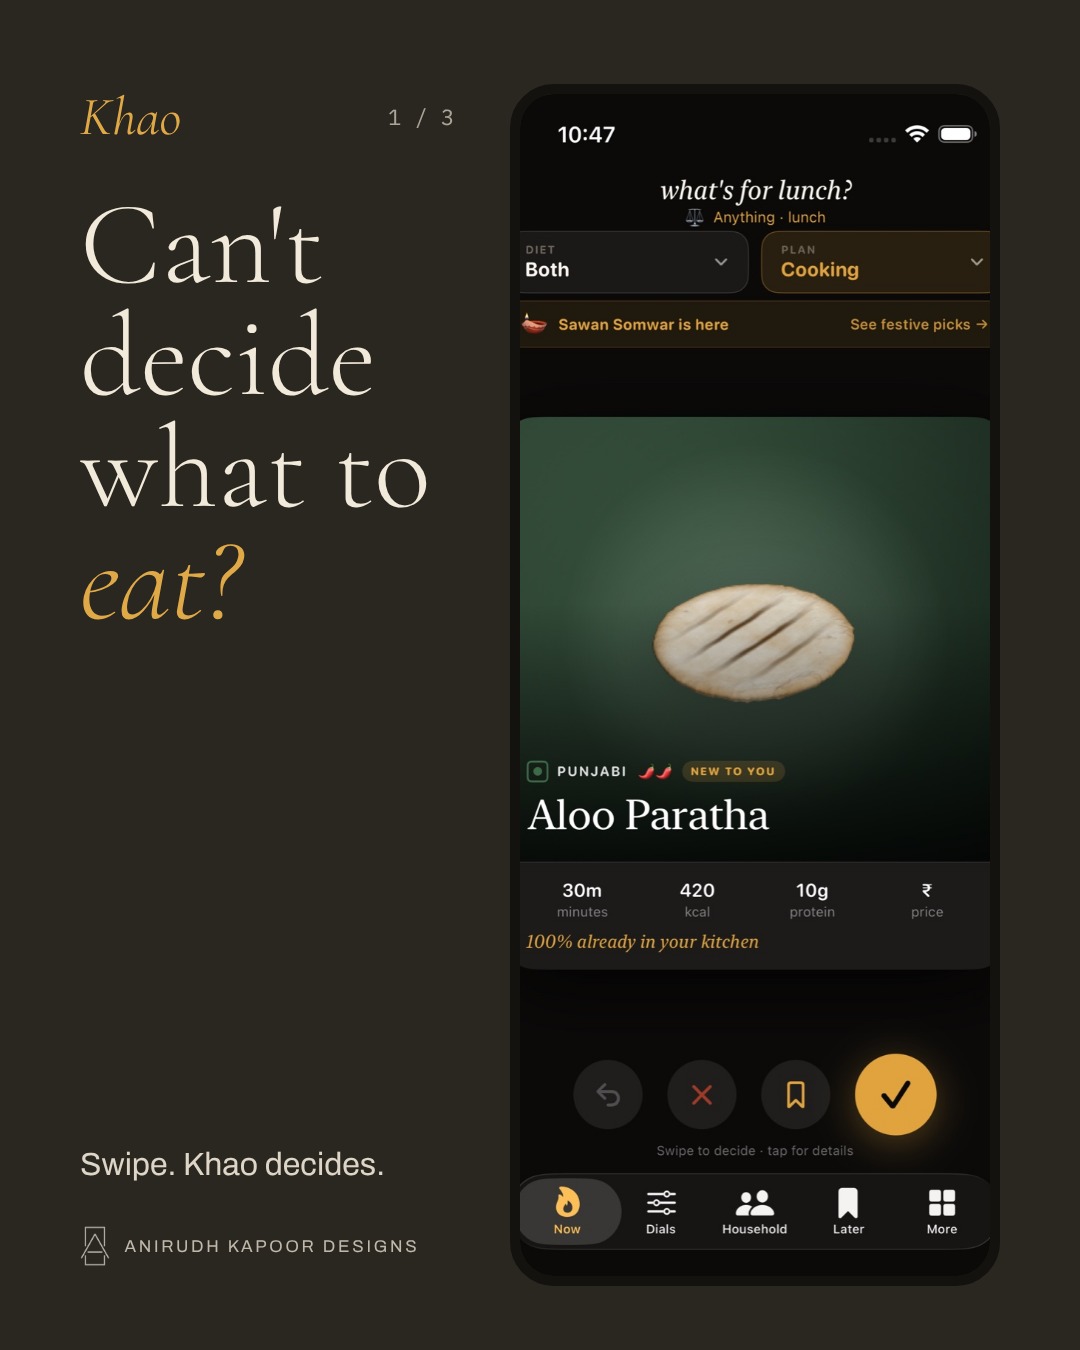 Khao
1 / 3
Can't
decide
what to
eat?
Swipe. Khao decides.
ANIRUDH KAPOOR DESIGNS
10:47
what's for lunch?
Anything · lunch
DIET
Both
PLAN
Cooking
Sawan Somwar is here
See festive picks →
PUNJABI
NEW TO YOU
Aloo Paratha
30m
minutes
420
kcal
10g
protein
₹
price
100% already in your kitchen
Swipe to decide · tap for details
Now
Dials
Household
Later
More